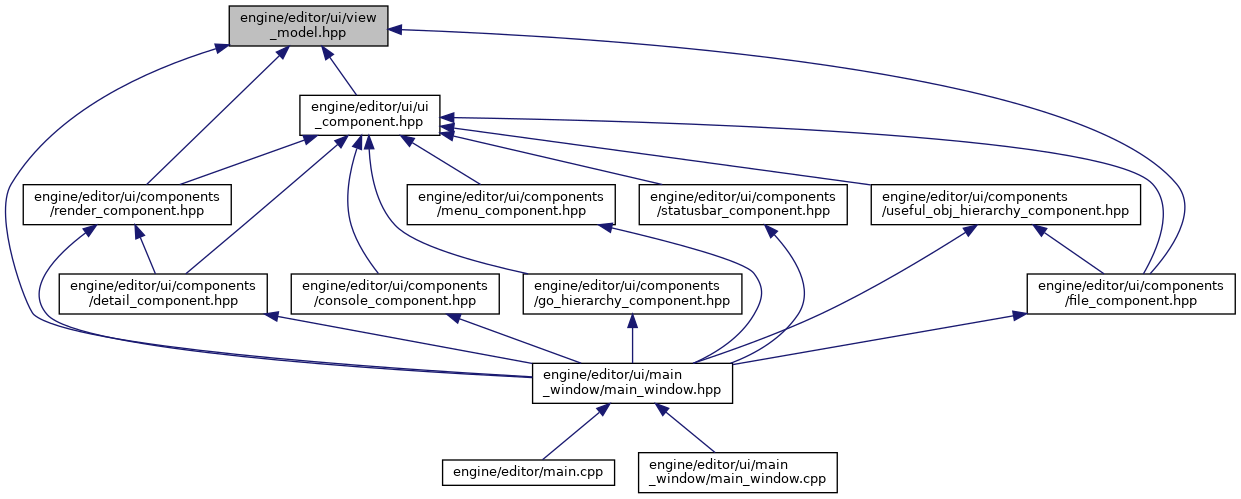 engine/editor/ui/view
_model.hpp
engine/editor/ui/ui
_component.hpp
engine/editor/ui/components
/render_component.hpp
engine/editor/ui/components
/menu_component.hpp
engine/editor/ui/components
/statusbar_component.hpp
engine/editor/ui/components
/useful_obj_hierarchy_component.hpp
engine/editor/ui/components
/detail_component.hpp
engine/editor/ui/components
/console_component.hpp
engine/editor/ui/components
/go_hierarchy_component.hpp
engine/editor/ui/components
/file_component.hpp
engine/editor/ui/main
_window/main_window.hpp
engine/editor/main.cpp
engine/editor/ui/main
_window/main_window.cpp